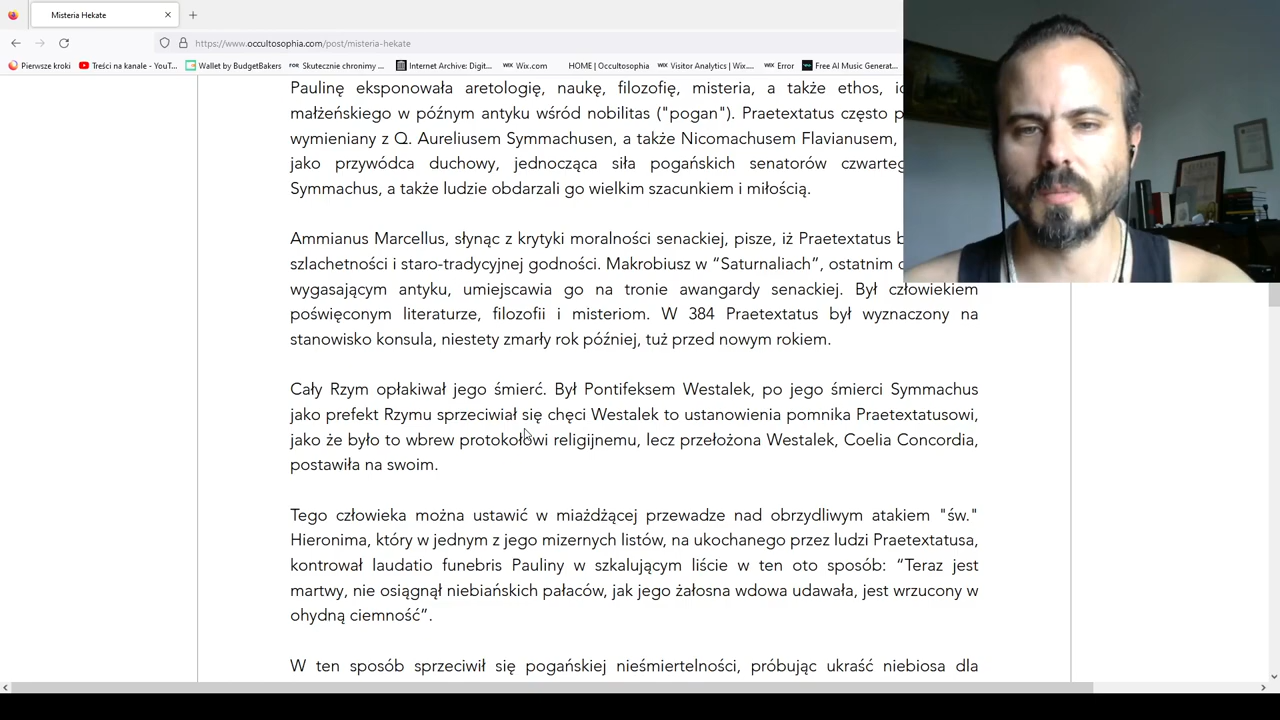 Misteria Hekate
https://www.occultosophia.com/post/misteria-hekate
Pierwsze kroki
Treści na kanale - YouT...
Wallet by BudgetBakers
Skutecznie chronimy ...
Internet Archive: Digit...
Wix.com
HOME | Occultosophia
Visitor Analytics | Wix....
Error
Free AI Music Generat...
Paulinę eksponowała aretologię, naukę, filozofię, misteria, a także ethos,
małżeńskiego w późnym antyku wśród nobilitas ("pogan"). Praetextatus często
wymieniany z Q. Aureliusem Symmachusen, a także Nicomachusem Flavianusem,
jako przywódca duchowy, jednocząca siła pogańskich senatorów
Symmachus, a także ludzie obdarzali go wielkim szacunkiem i miłością.
Ammianus Marcellus, słynąc z krytyki moralności senackiej, pisze, iż Praetextatus
szlachetności i staro-tradycyjnej godności. Makrobiusz w “Saturnaliach”, ostatnim
wygasającym antyku, umiejscawia go na tronie awangardy senackiej. Był człowiekiem
poświęconym literaturze, filozofii i misteriom. W 384 Praetextatus był wyznaczony na
stanowisko konsula, niestety zmarły rok później, tuż przed nowym rokiem.
Cały Rzym opłakiwał jego śmierć. Był Pontifeksem Westalek, po jego śmierci Symmachus
jako prefekt Rzymu sprzeciwiał się chęci Westalek to ustanowienia pomnika Praetextatusowi,
jako że było to wbrew protokołowi religijnemu, lecz przełożona Westalek, Coelia Concordia,
postawiła na swoim.
Tego człowieka można ustawić w miażdżącej przewadze nad obrzydliwym atakiem "św."
Hieronima, który w jednym z jego mizernych listów, na ukochanego przez ludzi Praetextatusa,
kontrował laudatio funebris Pauliny w szkalującym liście w ten oto sposób: “Teraz jest
martwy, nie osiągnął niebiańskich pałaców, jak jego żałosna wdowa udawała, jest wrzucony w
ohydną ciemność”.
W ten sposób sprzeciwił się pogańskiej nieśmiertelności, próbując ukraść niebiosa dla